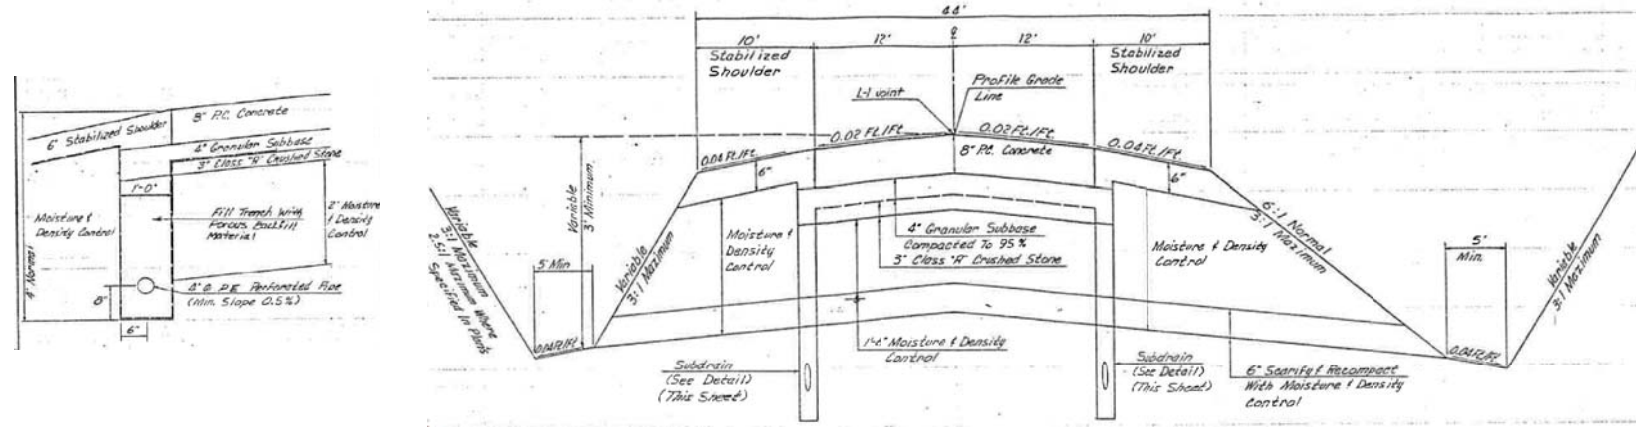 8" P.C. Concrete
6" Stabilized Shoulder
4" Granular Subbase
3" Class "A" Crushed Stone
1'-0"
Moisture &
Density Control
Fill Trench With
Porous Backfill
Material
2' Moisture
& Density
Control
4' Normal
4" Ø P.E. Perforated Pipe
(Min. Slope 0.5%)
8"
6"
44'
10'
12'
℄
12'
10'
Stabilized
Shoulder
Stabilized
Shoulder
L-1 Joint
Profile Grade
Line
0.04 Ft./Ft.
0.02 Ft./Ft.
0.02 Ft./Ft.
0.04 Ft./Ft.
8" P.C. Concrete
6"
6"
Variable
3' Minimum
Variable
3:1 Maximum
2.5:1 Maximum Where
Specified In Plans
5' Min
Variable
3:1 Maximum
Moisture &
Density
Control
4" Granular Subbase
Compacted To 95%
3" Class "A" Crushed Stone
Moisture & Density
Control
6:1 Normal
3:1 Maximum
5'
Min.
Variable
3:1 Maximum
0.04 Ft./Ft.
Moisture & Density
Control
0.04 Ft./Ft.
Subdrain
(See Detail)
(This Sheet)
Subdrain
(See Detail)
(This Sheet)
6" Scarify & Recompact
With Moisture & Density
Control